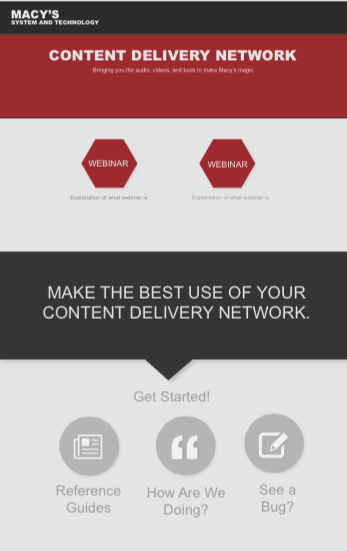 MACY'S
SYSTEM AND TECHNOLOGY
CONTENT DELIVERY NETWORK
Bringing you the audio, videos, and tools to make Macy's magic.
WEBINAR
WEBINAR
Explanation of what webinar is.
Explanation of what webinar is.
MAKE THE BEST USE OF YOUR
CONTENT DELIVERY NETWORK.
Get Started!
Reference
Guides
How Are We
Doing?
See a
Bug?